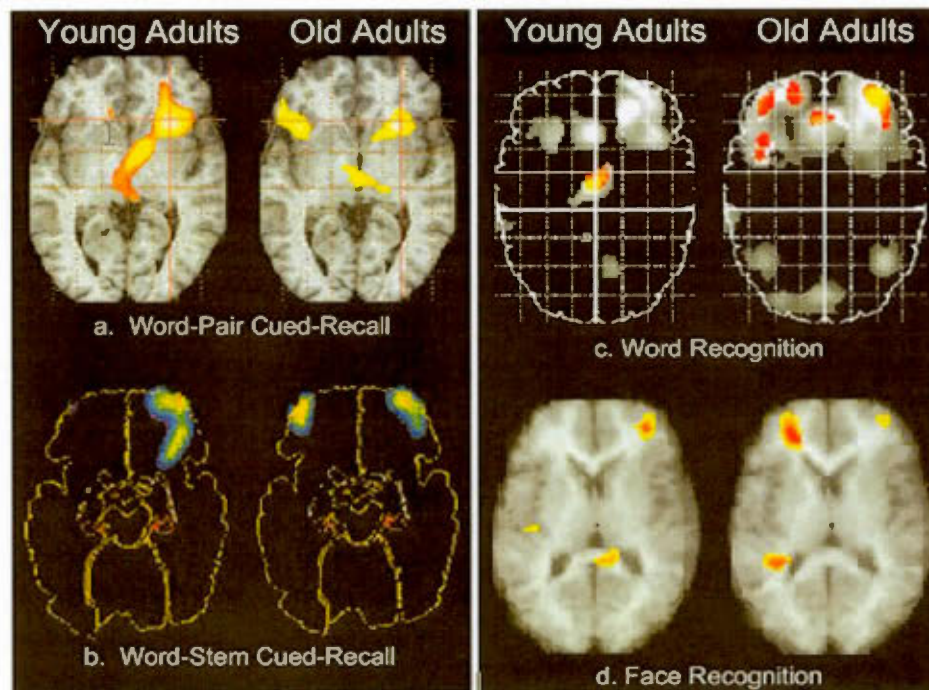 Young Adults Old Adults
a. Word-Pair Cued-Recall
b. Word-Stem Cued-Recall
Young Adults Old Adults
c. Word Recognition
d. Face Recognition